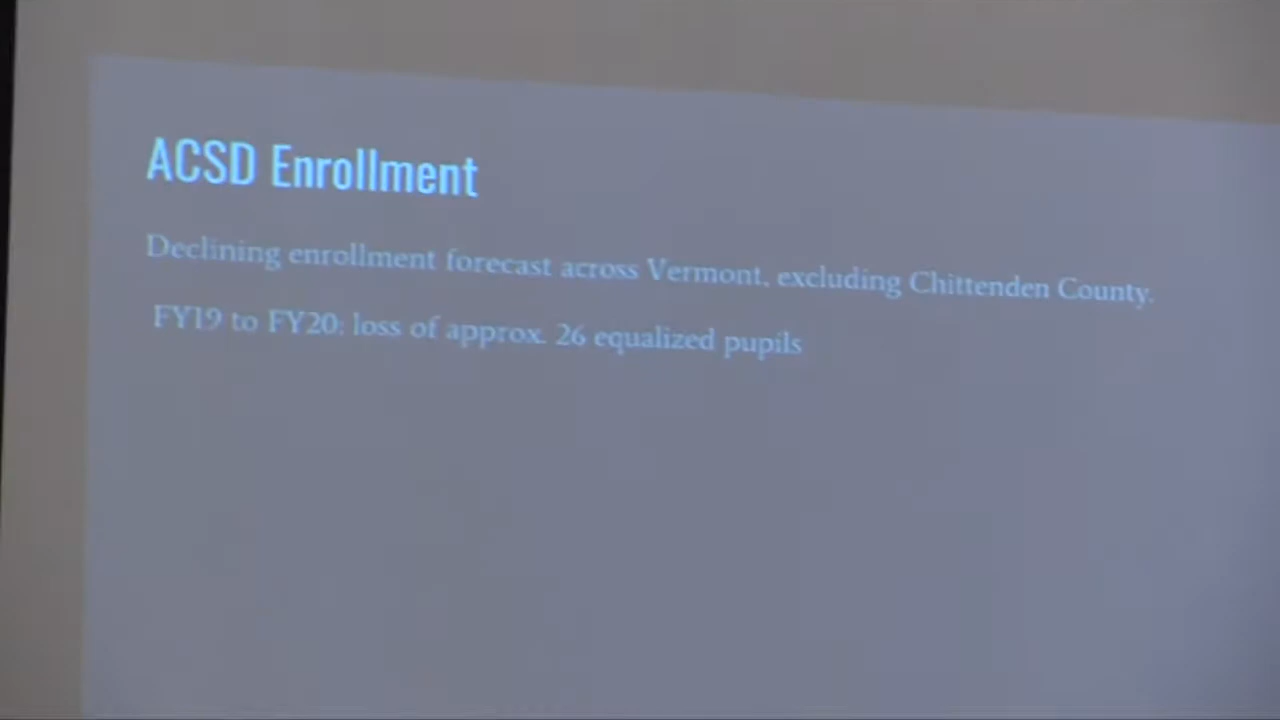 ACSD Enrollment
Declining enrollment forecast across Vermont, excluding Chittenden County.
FY19 to FY20: loss of approx. 26 equalized pupils